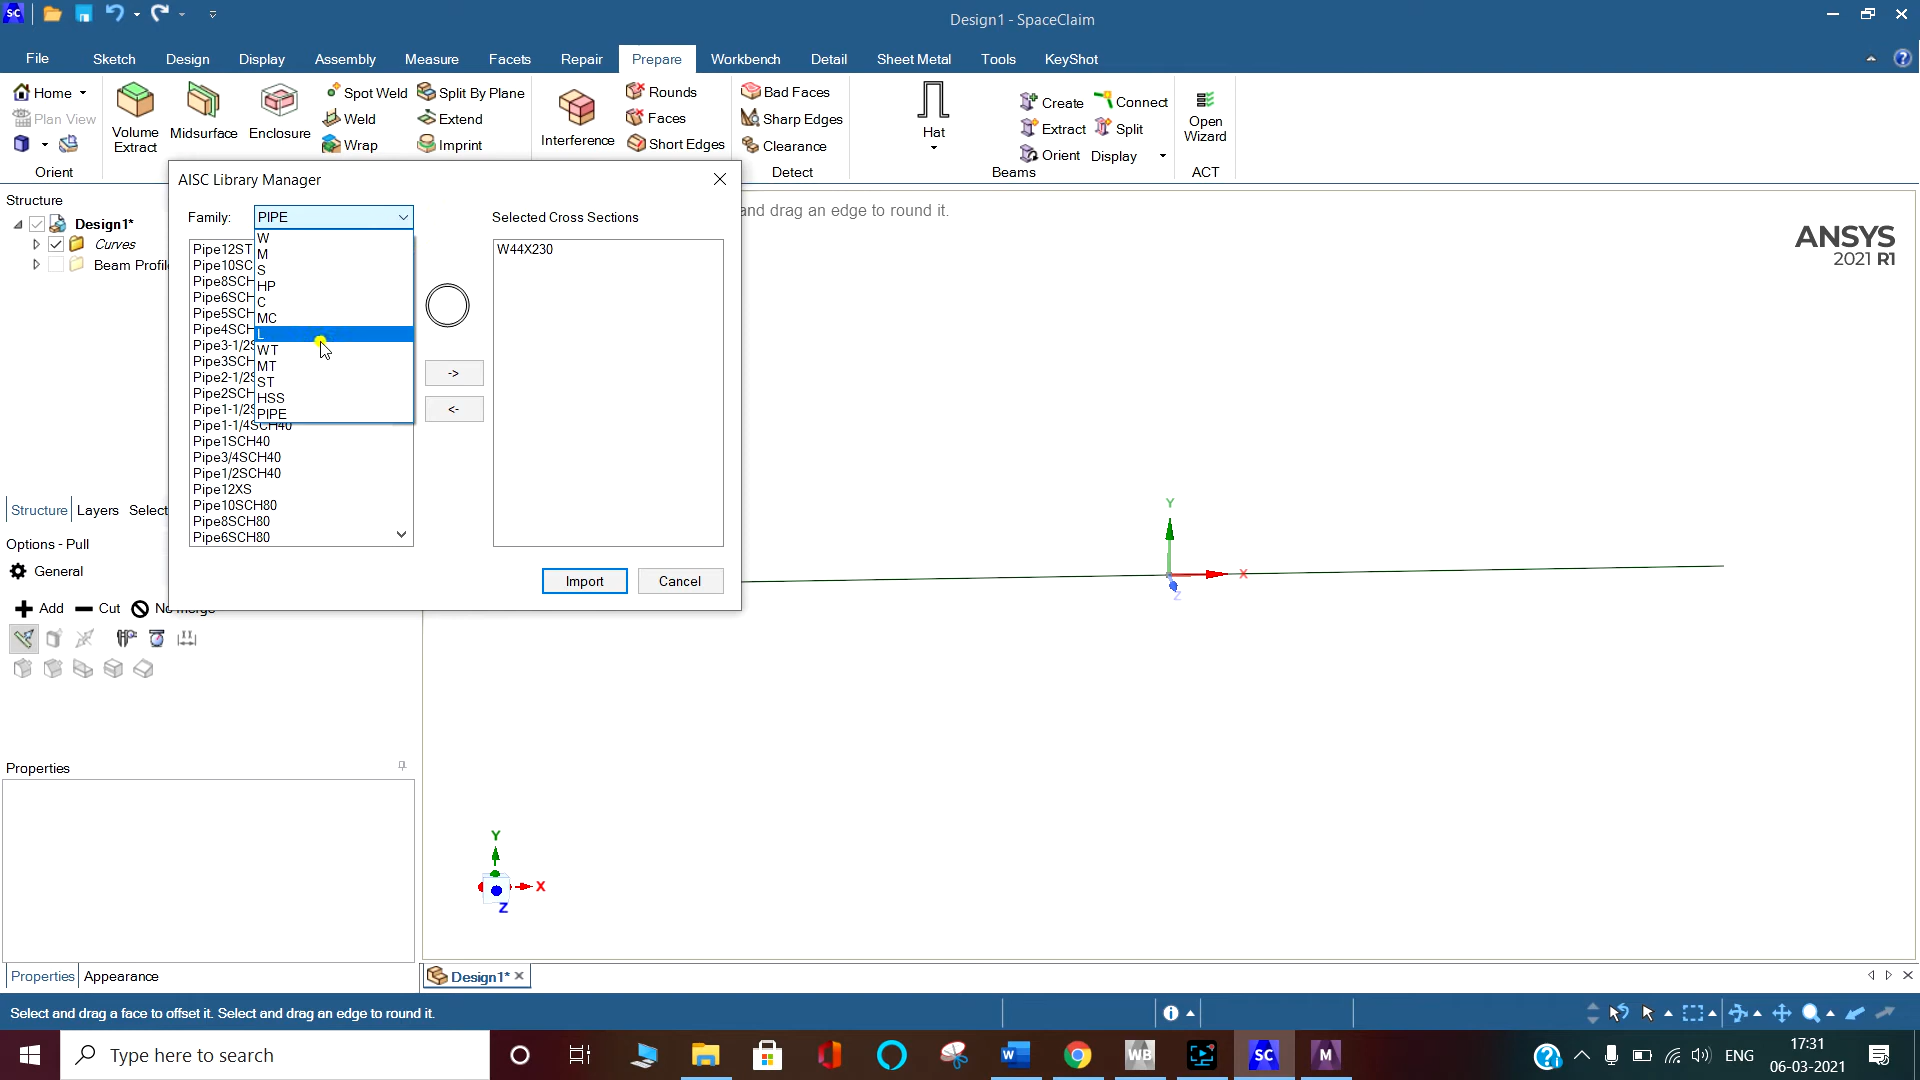 Design1 - SpaceClaim
SC
File Sketch Design Display Assembly Measure Facets Repair Prepare Workbench Detail Sheet Metal Tools KeyShot
Home
Plan View
Orient
Volume Extract
Midsurface
Enclosure
Spot Weld
Weld
Wrap
Split By Plane
Extend
Imprint
Interference
Rounds
Faces
Short Edges
Bad Faces
Sharp Edges
Clearance
Detect
Hat
Create
Extract
Orient
Connect
Split
Display
Beams
Open Wizard
ACT
Structure
Design1*
Curves
Beam Profil
AISC Library Manager
Family: PIPE
W
M
S
HP
C
MC
L
WT
MT
ST
HSS
PIPE
Pipe12ST
Pipe10SC
Pipe8SCH
Pipe6SCH
Pipe5SCH
Pipe4SCH
Pipe3-1/2S
Pipe3SCH
Pipe2-1/2S
Pipe2SCH
Pipe1-1/2S
Pipe1-1/4SCH40
Pipe1SCH40
Pipe3/4SCH40
Pipe1/2SCH40
Pipe12XS
Pipe10SCH80
Pipe8SCH80
Pipe6SCH80
->
<-
Selected Cross Sections
W44X230
Import Cancel
and drag an edge to round it.
ANSYS
2021 R1
Y
X
Z
Structure Layers Select
Options - Pull
General
Add Cut No merge
Properties
Y
X
Z
Properties Appearance
Design1*
Select and drag a face to offset it. Select and drag an edge to round it.
Type here to search
WB
SC
M
ENG
17:31
06-03-2021